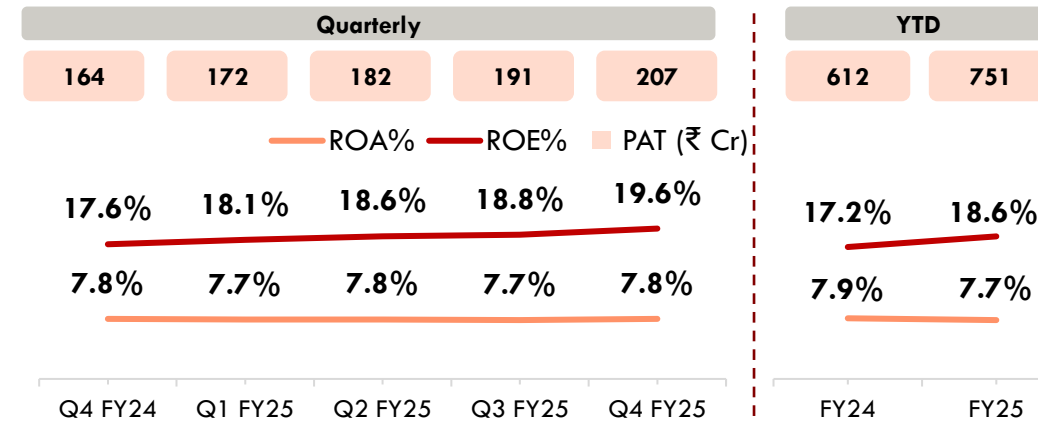 Quarterly YTD
164 172 182 191 207 612 751
ROA% ROE% PAT (₹ Cr)
17.6% 18.1% 18.6% 18.8% 19.6% 17.2% 18.6%
7.8% 7.7% 7.8% 7.7% 7.8% 7.9% 7.7%
Q4 FY24 Q1 FY25 Q2 FY25 Q3 FY25 Q4 FY25 FY24 FY25